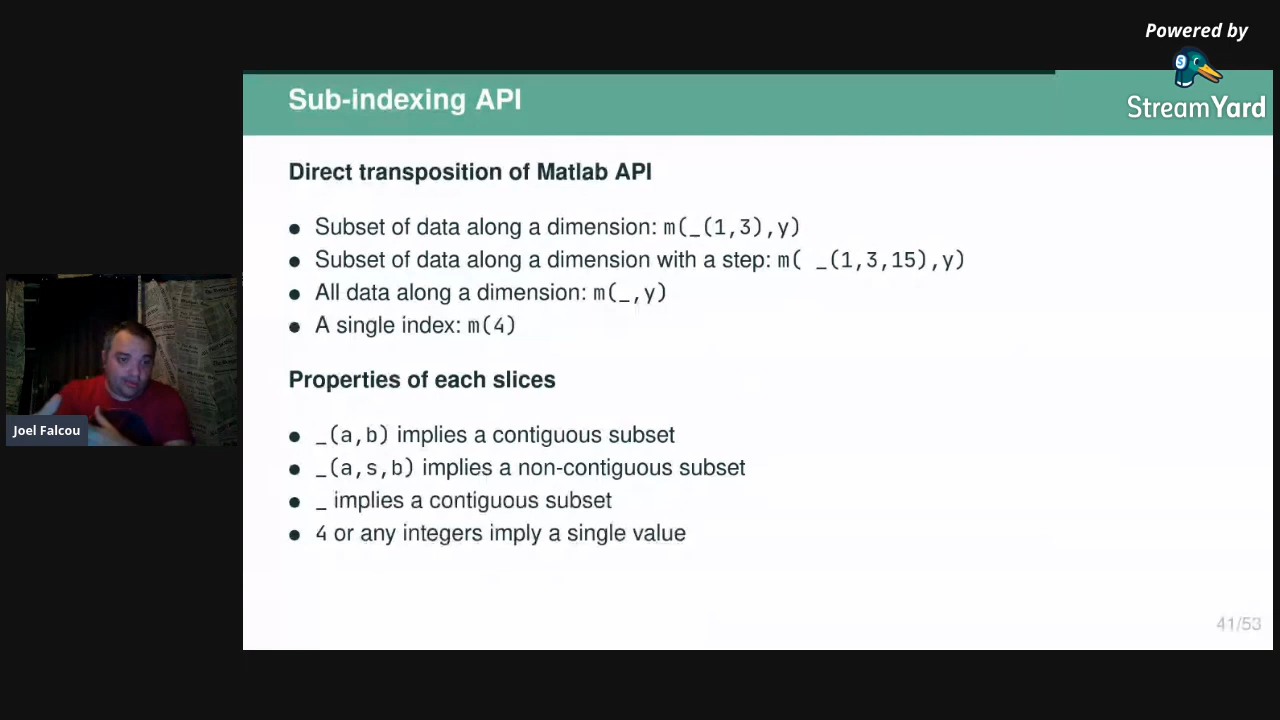 Powered by
StreamYard
Sub-indexing API
Direct transposition of Matlab API
● Subset of data along a dimension: m(_(1,3),y)
● Subset of data along a dimension with a step: m( _(1,3,15),y)
● All data along a dimension: m(_,y)
● A single index: m(4)
Properties of each slices
● _(a,b) implies a contiguous subset
● _(a,s,b) implies a non-contiguous subset
● _ implies a contiguous subset
● 4 or any integers imply a single value
Joel Falcou
41/53